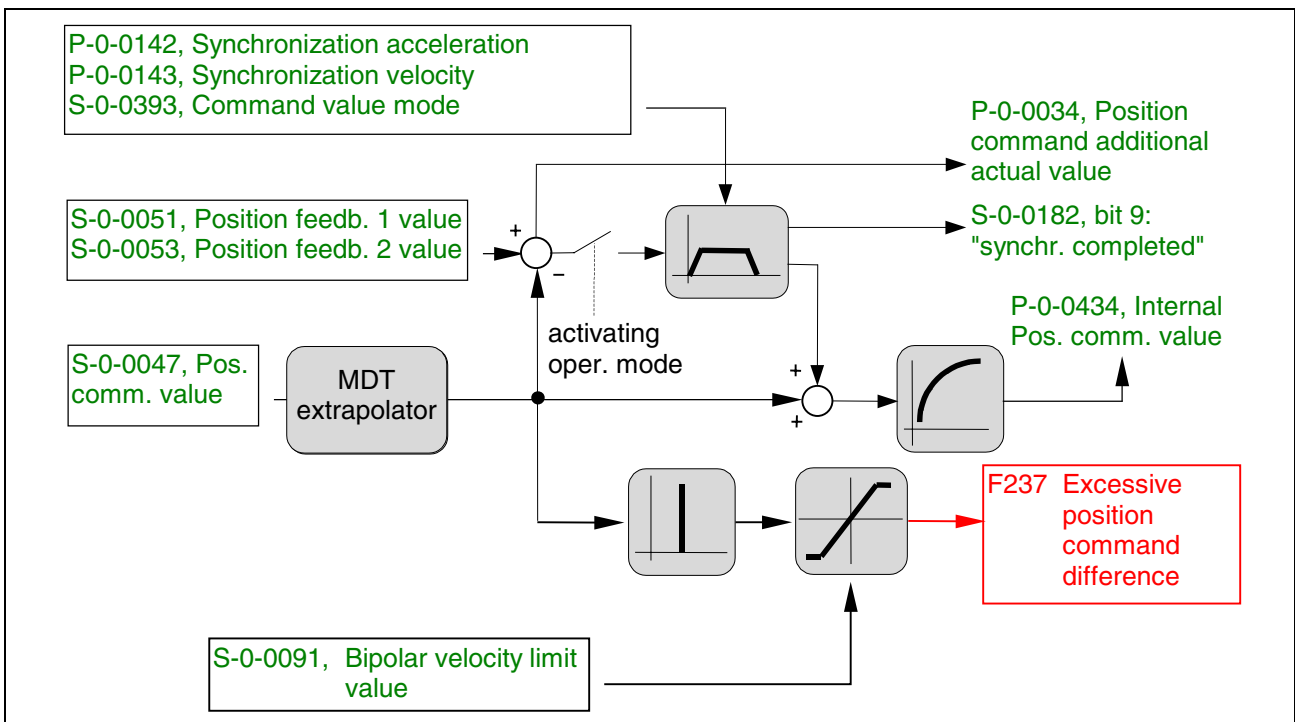 P-0-0142, Synchronization acceleration
P-0-0143, Synchronization velocity
S-0-0393, Command value mode
P-0-0034, Position
command additional
actual value
S-0-0051, Position feedb. 1 value
S-0-0053, Position feedb. 2 value
+
−
S-0-0182, bit 9:
"synchr. completed"
activating
oper. mode
P-0-0434, Internal
Pos. comm. value
S-0-0047, Pos.
comm. value
MDT
extrapolator
+
+
F237 Excessive
position
command
difference
S-0-0091, Bipolar velocity limit
value